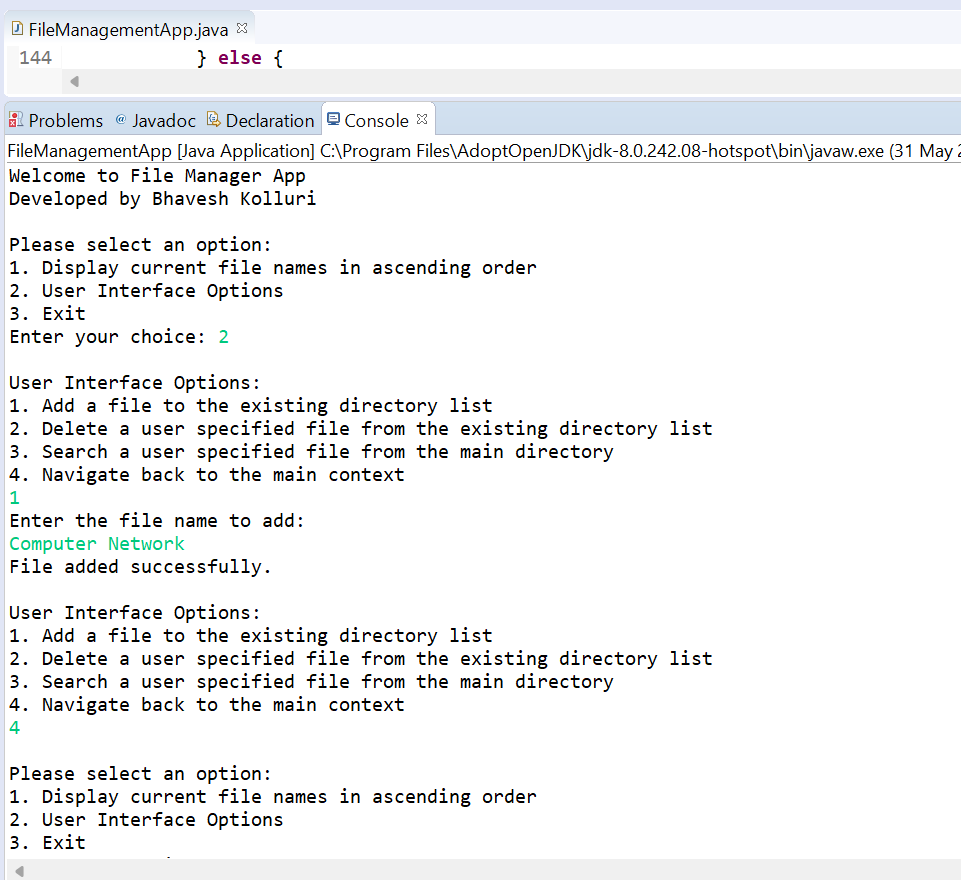 FileManagementApp.java
144 } else {
Problems @ Javadoc Declaration Console
FileManagementApp [Java Application] C:\Program Files\AdoptOpenJDK\jdk-8.0.242.08-hotspot\bin\javaw.exe (31 May
Welcome to File Manager App
Developed by Bhavesh Kolluri
Please select an option:
1. Display current file names in ascending order
2. User Interface Options
3. Exit
Enter your choice: 2
User Interface Options:
1. Add a file to the existing directory list
2. Delete a user specified file from the existing directory list
3. Search a user specified file from the main directory
4. Navigate back to the main context
1
Enter the file name to add:
Computer Network
File added successfully.
User Interface Options:
1. Add a file to the existing directory list
2. Delete a user specified file from the existing directory list
3. Search a user specified file from the main directory
4. Navigate back to the main context
4
Please select an option:
1. Display current file names in ascending order
2. User Interface Options
3. Exit